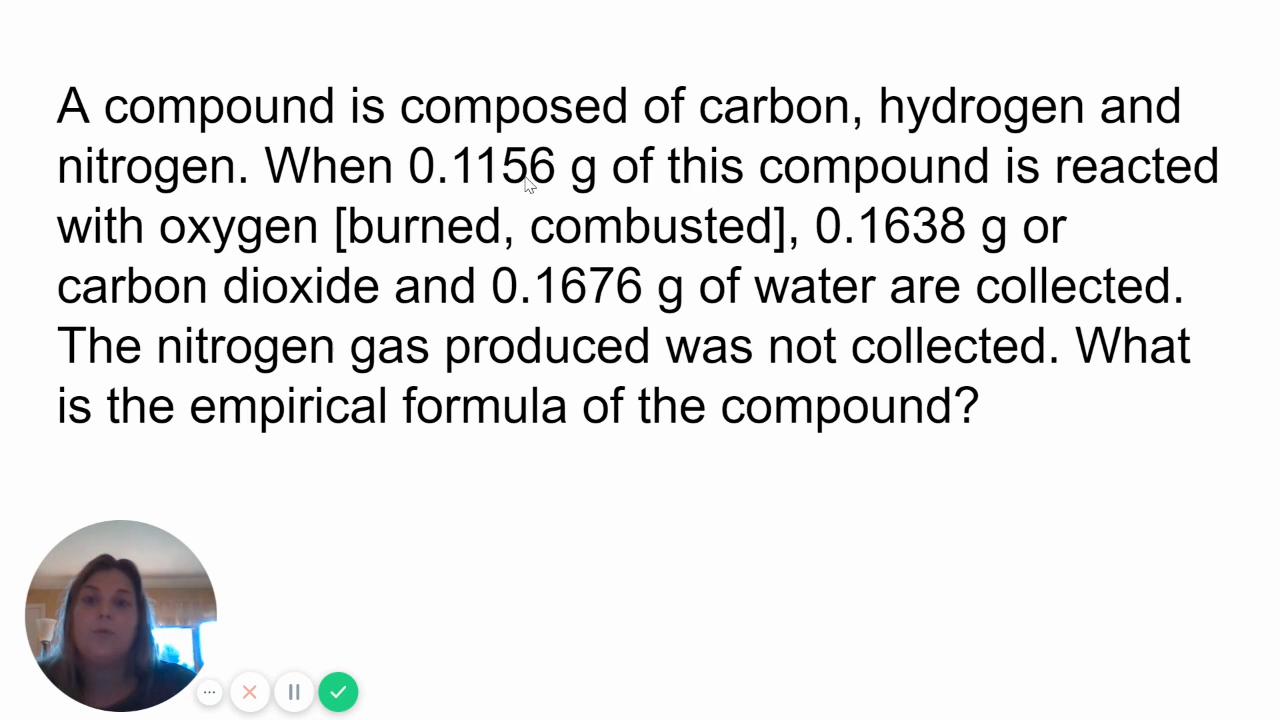 A compound is composed of carbon, hydrogen and
nitrogen. When 0.1156 g of this compound is reacted
with oxygen [burned, combusted], 0.1638 g or
carbon dioxide and 0.1676 g of water are collected.
The nitrogen gas produced was not collected. What
is the empirical formula of the compound?